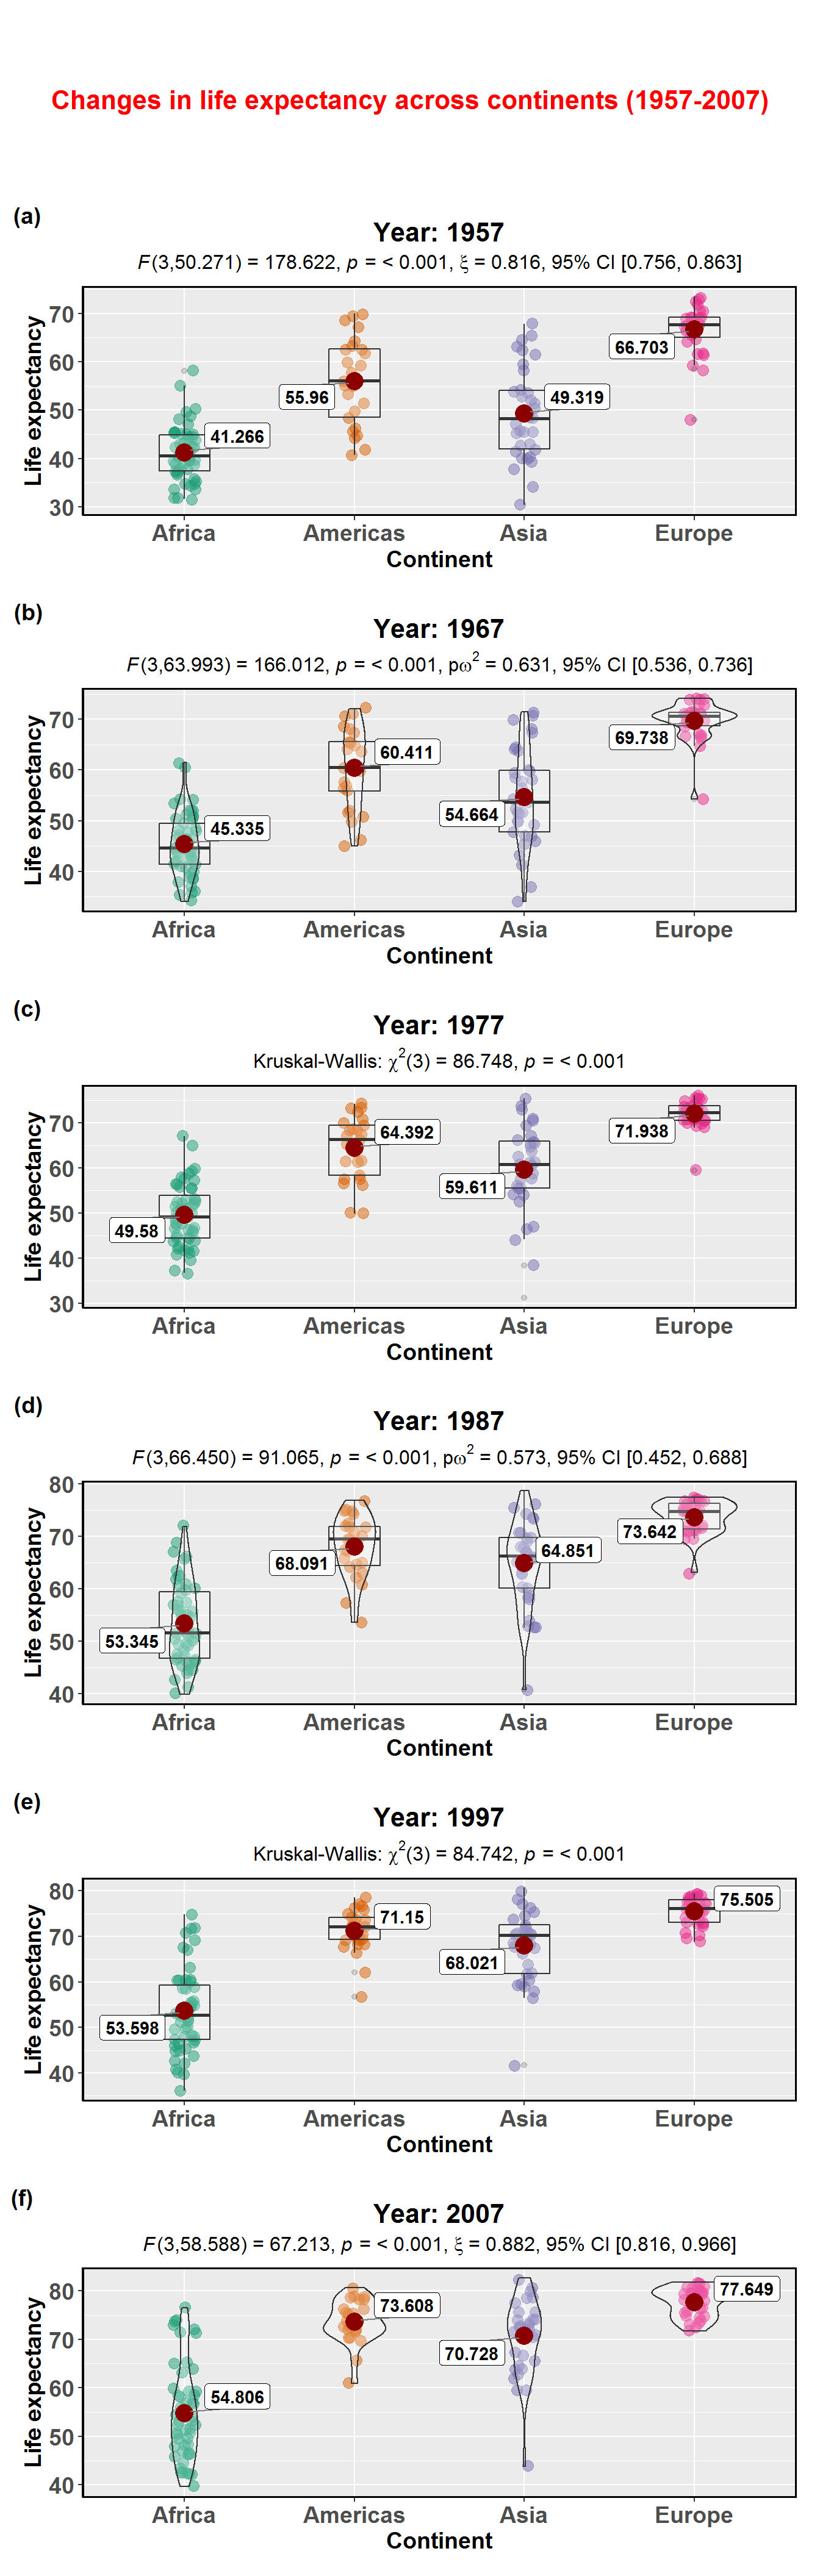 Changes in life expectancy across continents (1957-2007)
(a)
Year: 1957
F(3,50.271) = 178.622, p = < 0.001, ξ = 0.816, 95% CI [0.756, 0.863]
Life expectancy
70
60
50
40
30
41.266
55.96
49.319
66.703
Africa Americas Asia Europe
Continent
(b)
Year: 1967
F(3,63.993) = 166.012, p = < 0.001, pω² = 0.631, 95% CI [0.536, 0.736]
Life expectancy
70
60
50
40
45.335
60.411
54.664
69.738
Africa Americas Asia Europe
Continent
(c)
Year: 1977
Kruskal-Wallis: χ²(3) = 86.748, p = < 0.001
Life expectancy
70
60
50
40
30
49.58
64.392
59.611
71.938
Africa Americas Asia Europe
Continent
(d)
Year: 1987
F(3,66.450) = 91.065, p = < 0.001, pω² = 0.573, 95% CI [0.452, 0.688]
Life expectancy
80
70
60
50
40
53.345
68.091
64.851
73.642
Africa Americas Asia Europe
Continent
(e)
Year: 1997
Kruskal-Wallis: χ²(3) = 84.742, p = < 0.001
Life expectancy
80
70
60
50
40
53.598
71.15
68.021
75.505
Africa Americas Asia Europe
Continent
(f)
Year: 2007
F(3,58.588) = 67.213, p = < 0.001, ξ = 0.882, 95% CI [0.816, 0.966]
Life expectancy
80
70
60
50
40
54.806
73.608
70.728
77.649
Africa Americas Asia Europe
Continent